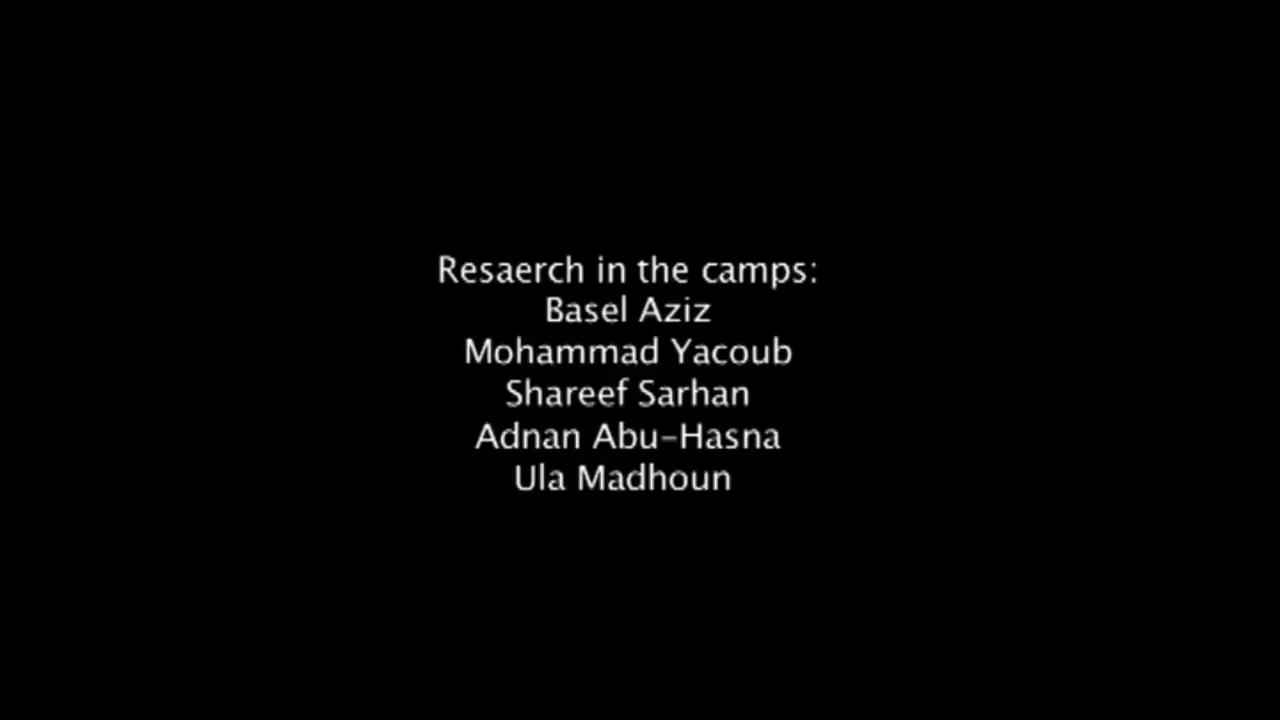 Resaerch in the camps:
Basel Aziz
Mohammad Yacoub
Shareef Sarhan
Adnan Abu-Hasna
Ula Madhoun